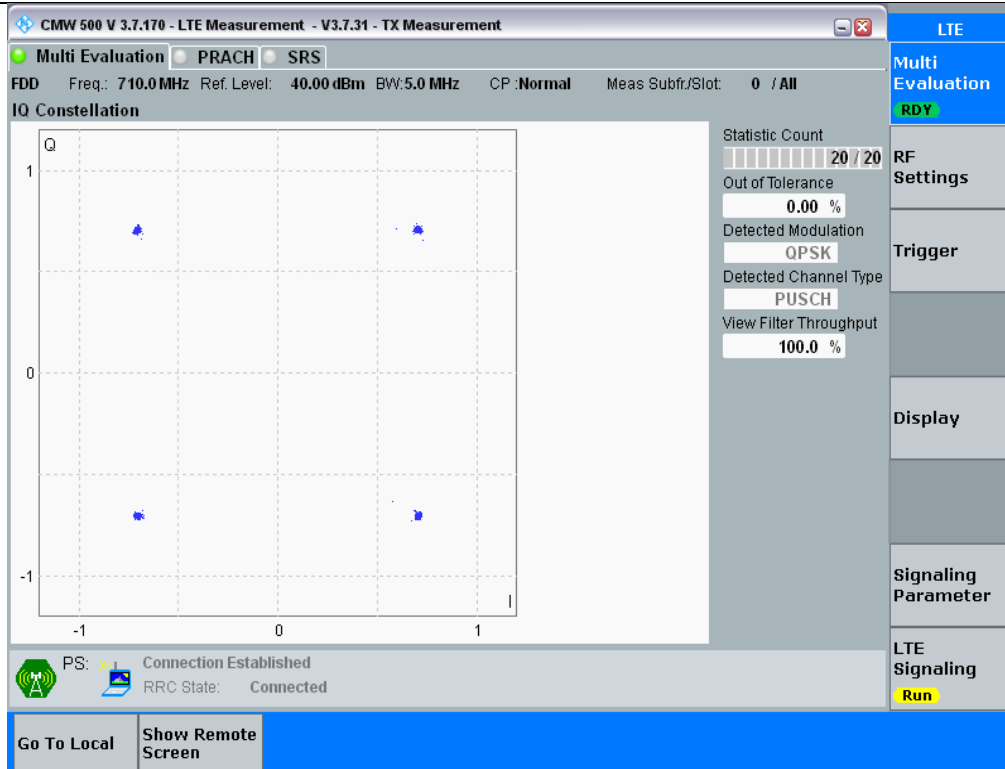 CMW 500 V 3.7.170 - LTE Measurement - V3.7.31 - TX Measurement
LTE
Multi Evaluation PRACH SRS
FDD Freq.: 710.0 MHz Ref. Level: 40.00 dBm BW: 5.0 MHz CP : Normal Meas Subfr./Slot: 0 / All
IQ Constellation
Q
1
0
-1
I
-1 0 1
Statistic Count
20 / 20
Out of Tolerance
0.00 %
Detected Modulation
QPSK
Detected Channel Type
PUSCH
View Filter Throughput
100.0 %
Multi
Evaluation
RDY
RF
Settings
Trigger
Display
Signaling
Parameter
LTE
Signaling
Run
PS: Connection Established
RRC State: Connected
Go To Local
Show Remote
Screen